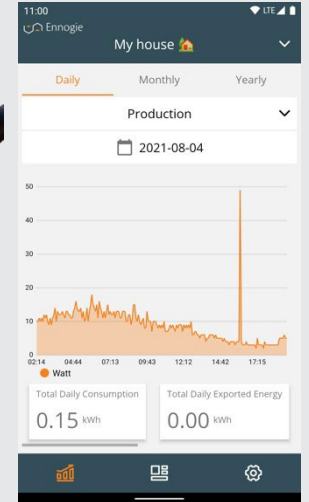 11:00
LTE
Ennogie
My house
Daily Monthly Yearly
Production
2021-08-04
50
40
30
20
10
0
02:14 04:44 07:13 09:43 12:12 14:42 17:15
Watt
Total Daily Consumption Total Daily Exported Energy
0.15 kWh 0.00 kWh